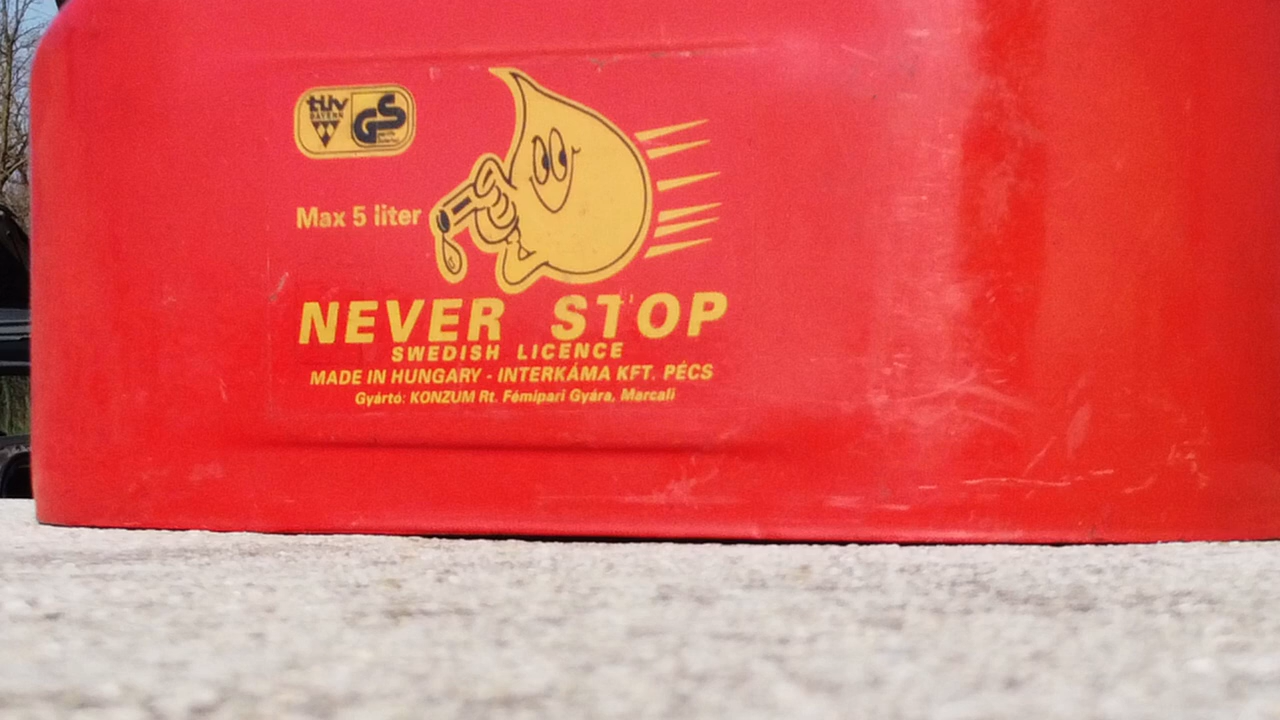 TÜV
BAYERN
GS
Max 5 liter
NEVER STOP
SWEDISH LICENCE
MADE IN HUNGARY - INTERKÁMA KFT. PÉCS
Gyártó: KONZUM Rt. Fémipari Gyára, Marcali